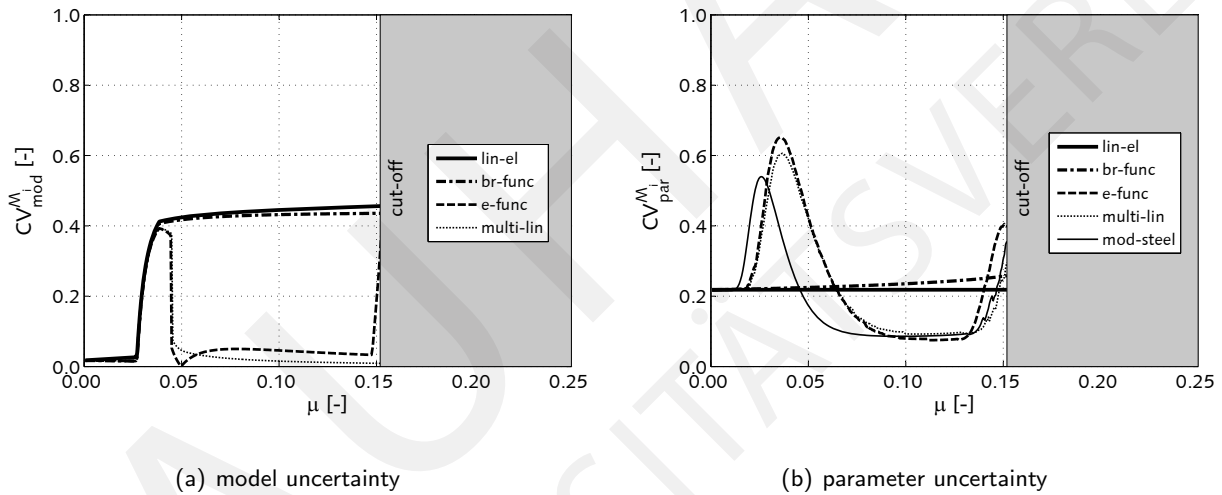 1.0
0.8
0.6
0.4
0.2
0.0
CV^{M_i}_{mod} [-]
0.00 0.05 0.10 0.15 0.20 0.25
μ [-]
cut-off
lin-el
br-func
e-func
multi-lin
(a) model uncertainty
1.0
0.8
0.6
0.4
0.2
0.0
CV^{M_i}_{par} [-]
0.00 0.05 0.10 0.15 0.20 0.25
μ [-]
cut-off
lin-el
br-func
e-func
multi-lin
mod-steel
(b) parameter uncertainty
AUHA
SITÄTSVERL